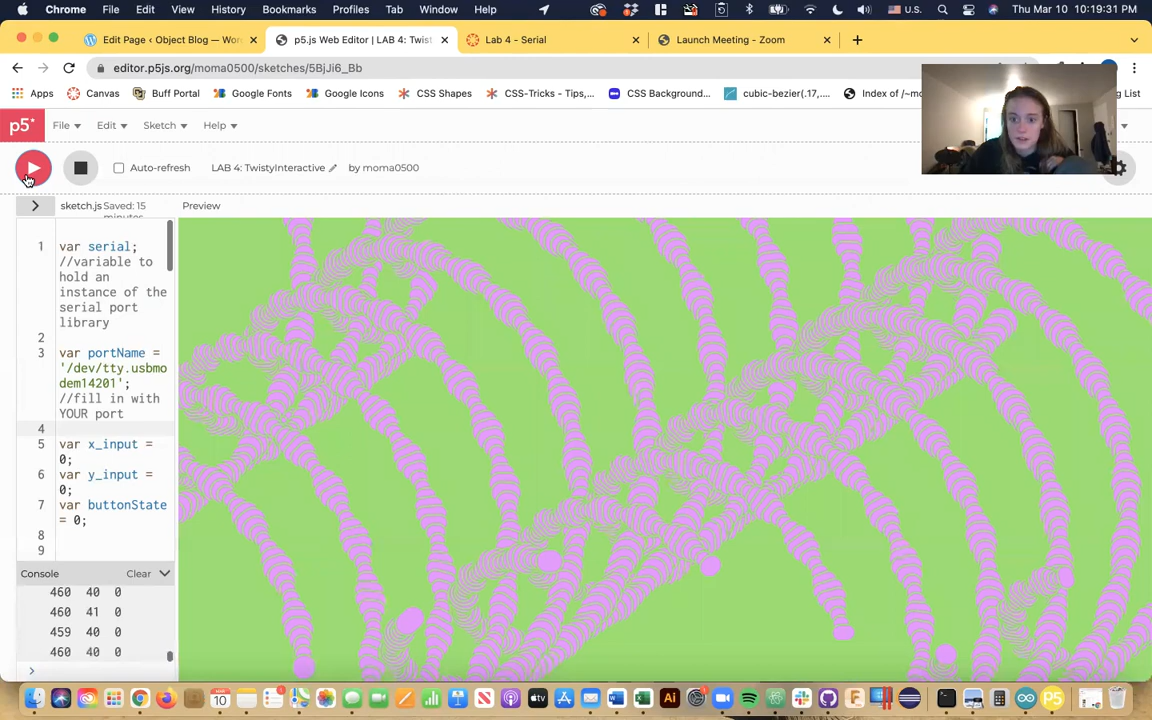 Chrome File Edit View History Bookmarks Profiles Tab Window Help U.S. Thu Mar 10 10:19:31 PM
Edit Page ‹ Object Blog — Wor
p5.js Web Editor | LAB 4: Twist
Lab 4 - Serial
Launch Meeting - Zoom
editor.p5js.org/moma0500/sketches/5BjJi6_Bb
Apps Canvas Buff Portal Google Fonts Google Icons CSS Shapes CSS-Tricks - Tips,... CSS Background... cubic-bezier(.17,.... Index of /~mo g List
p5* File Edit Sketch Help
Auto-refresh LAB 4: TwistyInteractive by moma0500
sketch.js Saved: 15
minutes
Preview
1 var serial;
//variable to
hold an
instance of the
serial port
library
2
3 var portName =
'/dev/tty.usbmo
dem14201';
//fill in with
YOUR port
4
5 var x_input =
0;
6 var y_input =
0;
7 var buttonState
= 0;
8
9
Console Clear
460 40 0
460 41 0
459 40 0
460 40 0
>